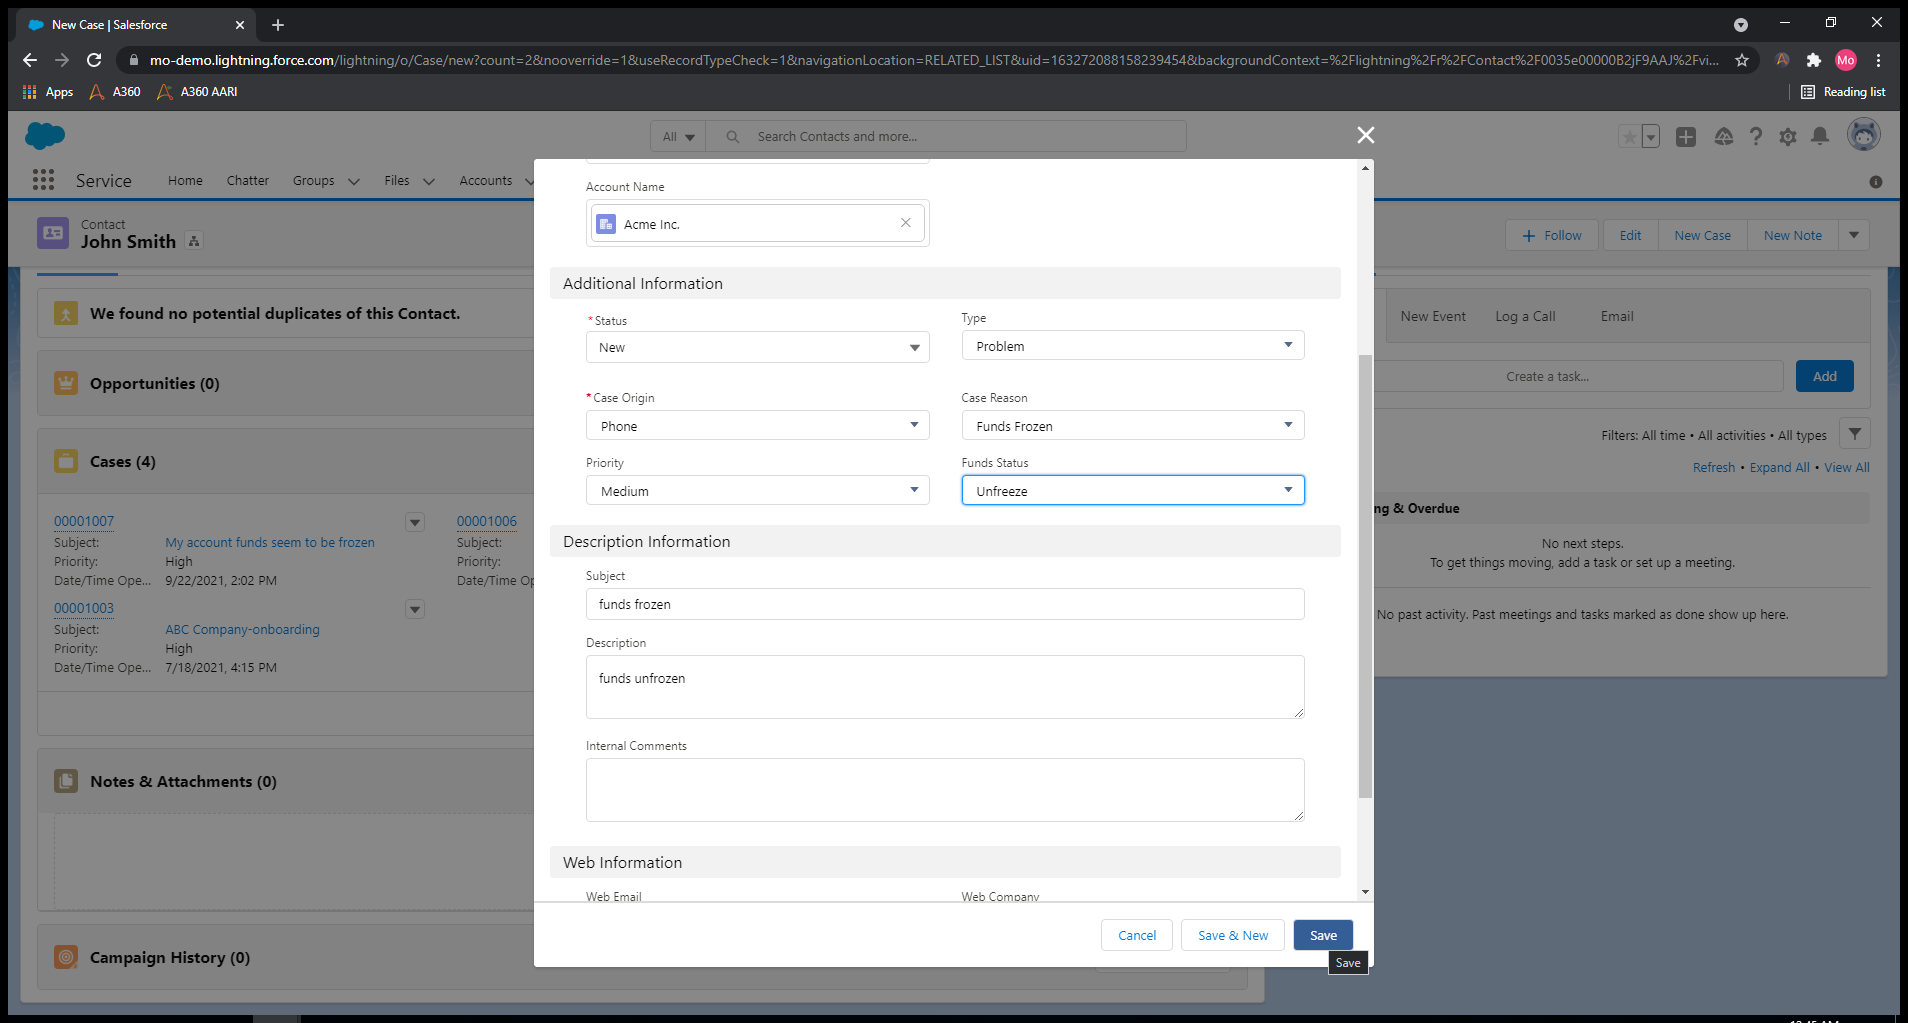 New Case | Salesforce
mo-demo.lightning.force.com/lightning/o/Case/new?count=2&nooverride=1&useRecordTypeCheck=1&navigationLocation=RELATED_LIST&uid=163272088158239454&backgroundContext=%2Flightning%2Fr%2FContact%2F0035e00000B2jF9AAJ%2Fvi...
Mo
Apps
A360
A360 AARI
Reading list
All
Search Contacts and more...
Service
Home
Chatter
Groups
Files
Accounts
Contact
John Smith
Follow
Edit
New Case
New Note
We found no potential duplicates of this Contact.
Opportunities (0)
Cases (4)
00001007
Subject:
My account funds seem to be frozen
Priority:
High
Date/Time Ope...
9/22/2021, 2:02 PM
00001006
Subject:
Priority:
Date/Time Op
00001003
Subject:
ABC Company-onboarding
Priority:
High
Date/Time Ope...
7/18/2021, 4:15 PM
Notes & Attachments (0)
Campaign History (0)
Account Name
Acme Inc.
Additional Information
*Status
New
Type
Problem
*Case Origin
Phone
Case Reason
Funds Frozen
Priority
Medium
Funds Status
Unfreeze
Description Information
Subject
funds frozen
Description
funds unfrozen
Internal Comments
Web Information
Web Email
Web Company
Cancel
Save & New
Save
Save
New Event
Log a Call
Email
Create a task...
Add
Filters: All time • All activities • All types
Refresh • Expand All • View All
ng & Overdue
No next steps.
To get things moving, add a task or set up a meeting.
No past activity. Past meetings and tasks marked as done show up here.